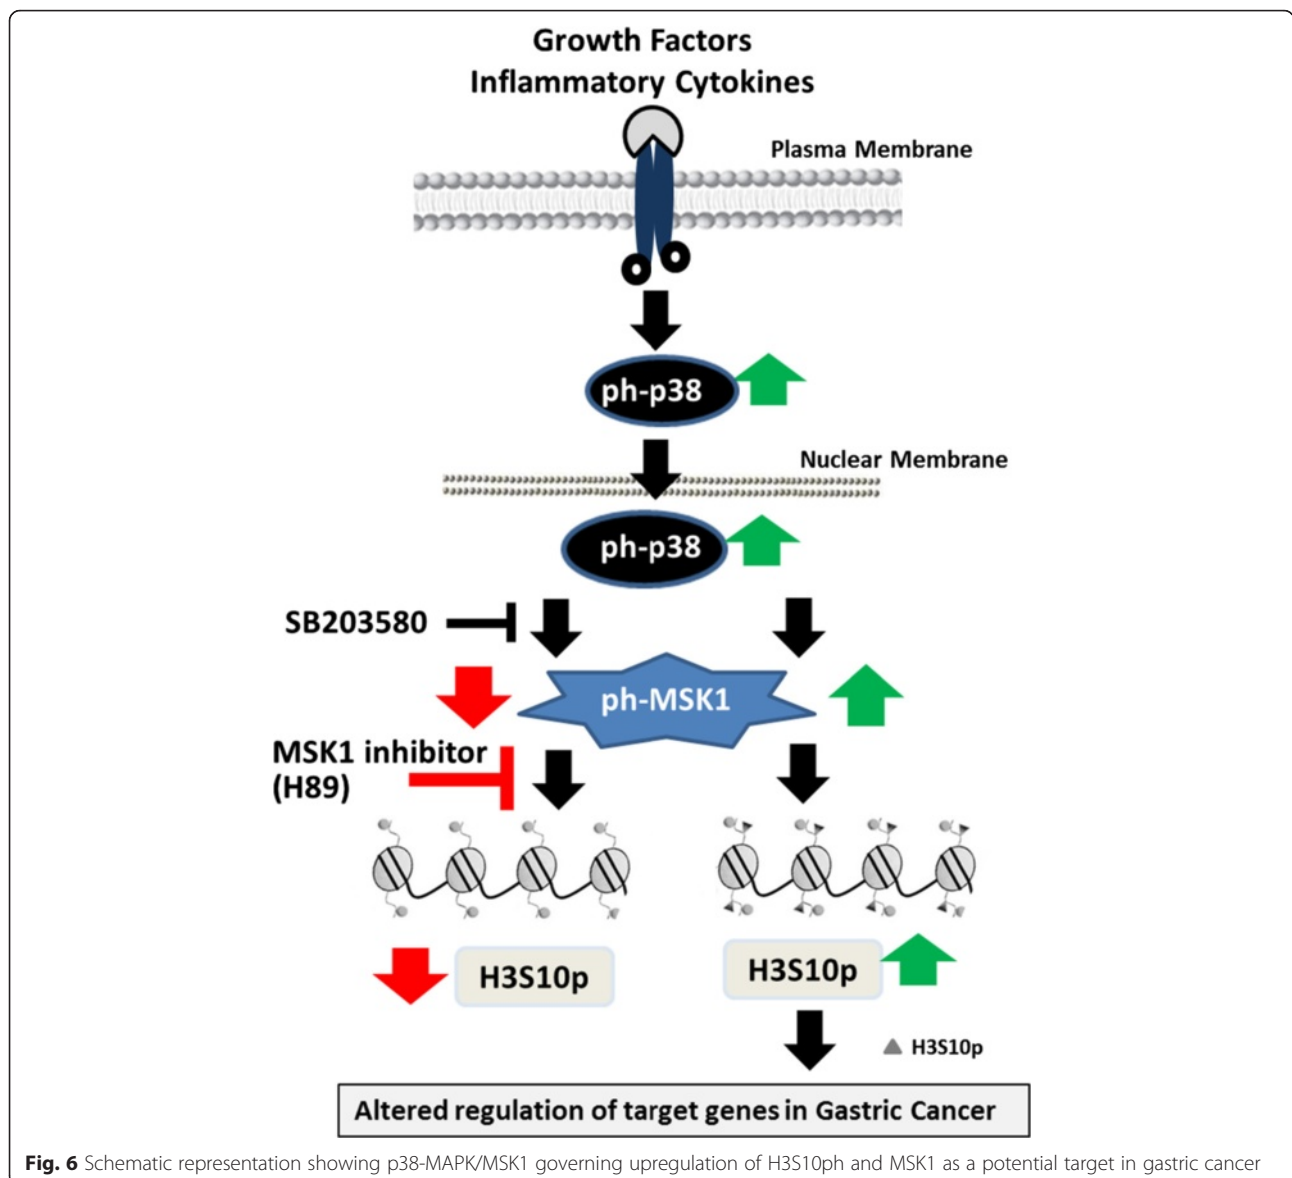 Growth Factors
Inflammatory Cytokines
Plasma Membrane
ph-p38
Nuclear Membrane
ph-p38
SB203580
ph-MSK1
MSK1 inhibitor
(H89)
H3S10p
H3S10p
H3S10p
Altered regulation of target genes in Gastric Cancer
Fig. 6 Schematic representation showing p38-MAPK/MSK1 governing upregulation of H3S10ph and MSK1 as a potential target in gastric cancer